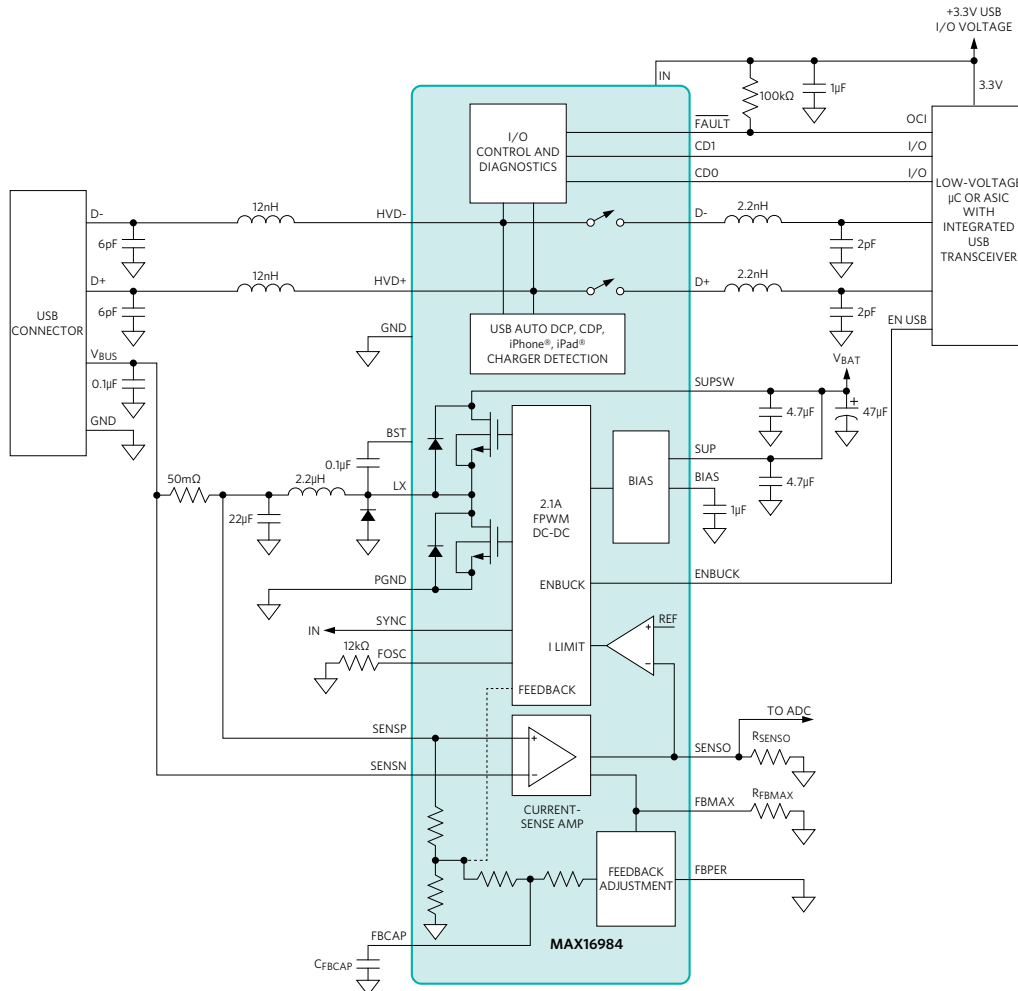 +3.3V USB
I/O VOLTAGE
IN
3.3V
100kΩ
1µF
I/O
CONTROL AND
DIAGNOSTICS
FAULT
OCI
CD1
I/O
CD0
I/O
LOW-VOLTAGE
µC OR ASIC
WITH
INTEGRATED
USB
TRANSCEIVER
D-
12nH
HVD-
D-
2.2nH
6pF
2pF
D+
12nH
HVD+
D+
2.2nH
6pF
2pF
USB
CONNECTOR
GND
USB AUTO DCP, CDP,
iPhone®, iPad®
CHARGER DETECTION
EN USB
VBUS
0.1µF
GND
VBAT
SUPSW
4.7µF
+
47µF
BST
0.1µF
SUP
BIAS
BIAS
4.7µF
1µF
50mΩ
2.2µH
LX
22µF
2.1A
FPWM
DC-DC
PGND
ENBUCK
ENBUCK
SYNC
IN
REF
+
-
I LIMIT
12kΩ
FOSC
FEEDBACK
TO ADC
SENSP
+
SENSO
RSENSO
SENSN
-
CURRENT-
SENSE AMP
FBMAX
RFBMAX
FEEDBACK
ADJUSTMENT
FBPER
FBCAP
MAX16984
CFBCAP